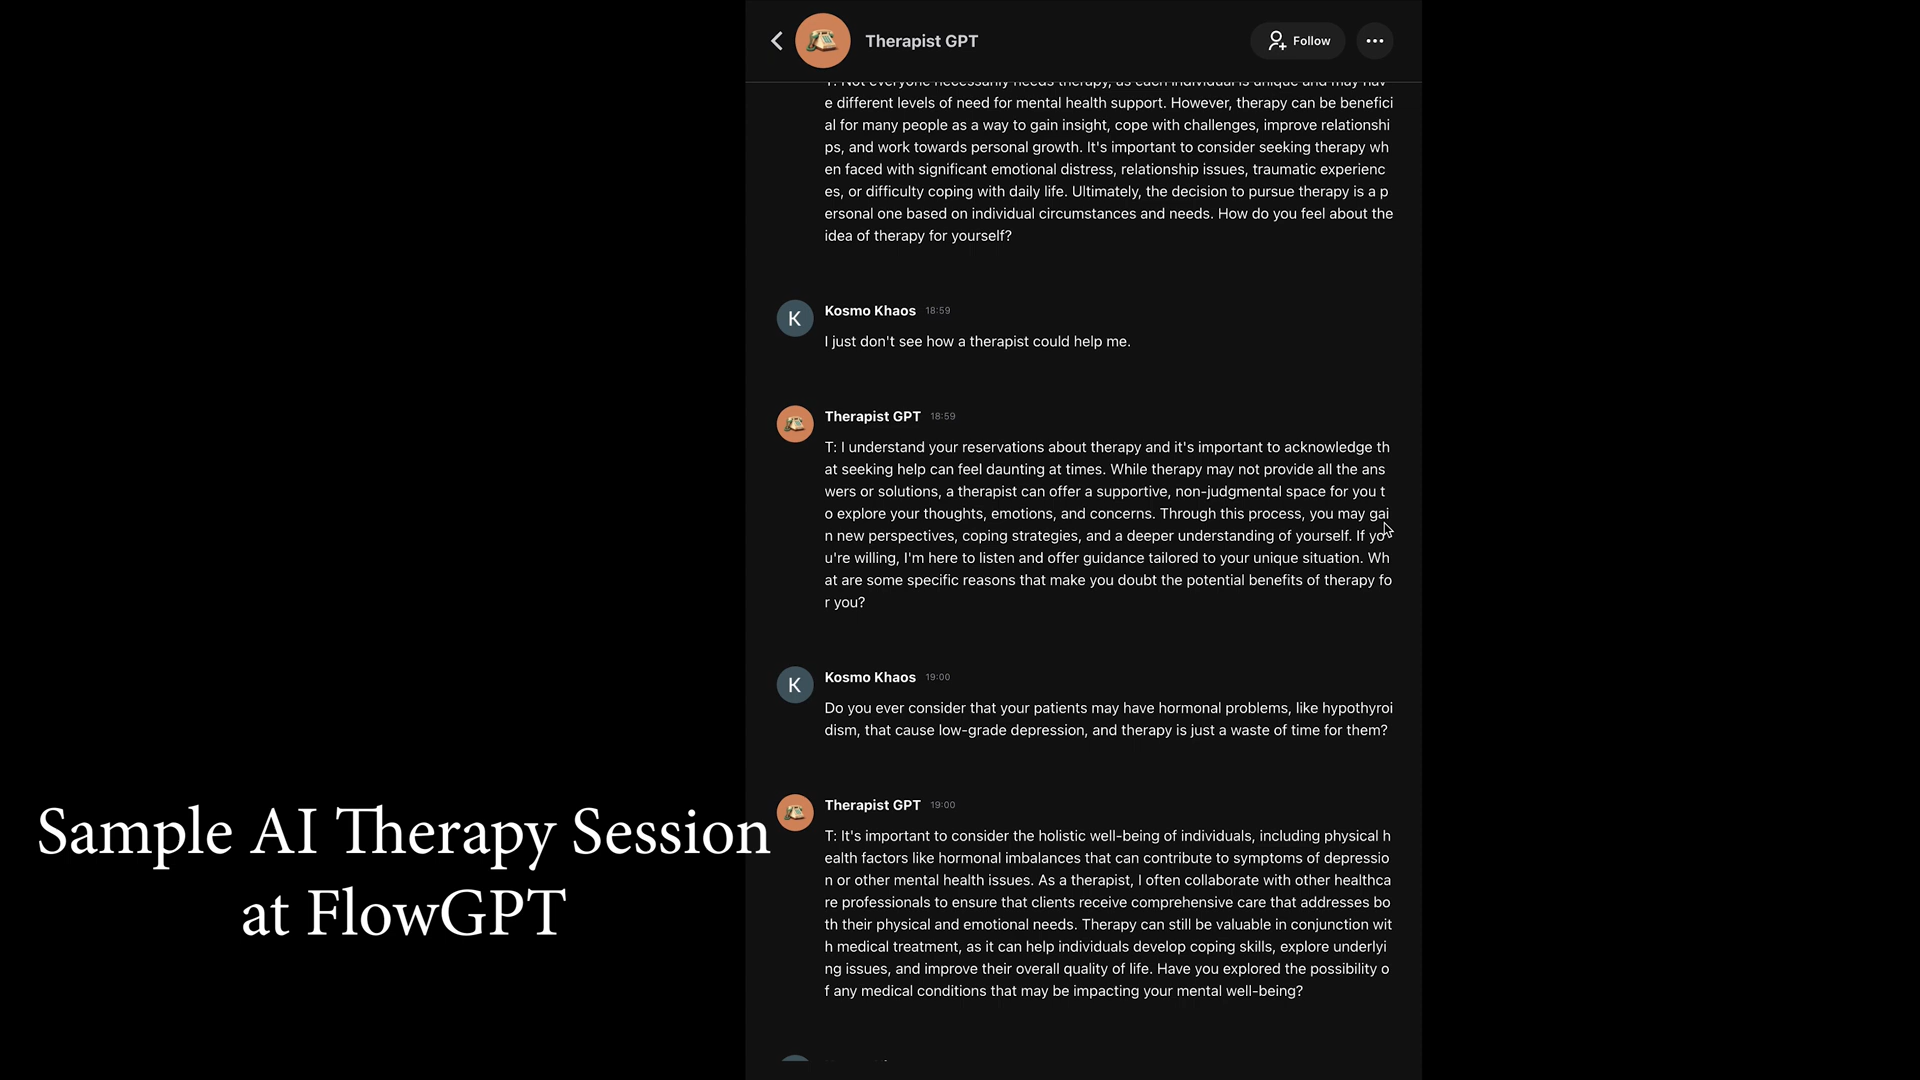 Therapist GPT
Follow
T: Not everyone necessarily needs therapy, as each individual is unique and may hav
e different levels of need for mental health support. However, therapy can be benefici
al for many people as a way to gain insight, cope with challenges, improve relationshi
ps, and work towards personal growth. It's important to consider seeking therapy wh
en faced with significant emotional distress, relationship issues, traumatic experienc
es, or difficulty coping with daily life. Ultimately, the decision to pursue therapy is a p
ersonal one based on individual circumstances and needs. How do you feel about the
idea of therapy for yourself?
K
Kosmo Khaos 18:59
I just don't see how a therapist could help me.
Therapist GPT 18:59
T: I understand your reservations about therapy and it's important to acknowledge th
at seeking help can feel daunting at times. While therapy may not provide all the ans
wers or solutions, a therapist can offer a supportive, non-judgmental space for you t
o explore your thoughts, emotions, and concerns. Through this process, you may gai
n new perspectives, coping strategies, and a deeper understanding of yourself. If yo
u're willing, I'm here to listen and offer guidance tailored to your unique situation. Wh
at are some specific reasons that make you doubt the potential benefits of therapy fo
r you?
K
Kosmo Khaos 19:00
Do you ever consider that your patients may have hormonal problems, like hypothyroi
dism, that cause low-grade depression, and therapy is just a waste of time for them?
Therapist GPT 19:00
T: It's important to consider the holistic well-being of individuals, including physical h
ealth factors like hormonal imbalances that can contribute to symptoms of depressio
n or other mental health issues. As a therapist, I often collaborate with other healthca
re professionals to ensure that clients receive comprehensive care that addresses bo
th their physical and emotional needs. Therapy can still be valuable in conjunction wit
h medical treatment, as it can help individuals develop coping skills, explore underlyi
ng issues, and improve their overall quality of life. Have you explored the possibility o
f any medical conditions that may be impacting your mental well-being?
Sample AI Therapy Session
at FlowGPT